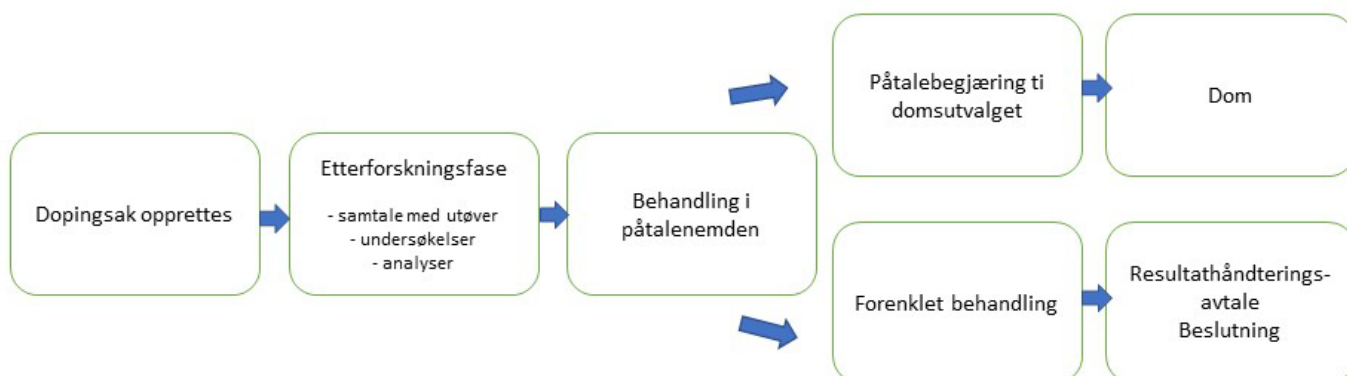 Dopingsak opprettes
Etterforskningsfase
- samtale med utøver
- undersøkelser
- analyser
Behandling i
påtalenemden
Påtalebegjæring ti
domsutvalget
Dom
Forenklet behandling
Resultathåndterings-
avtale
Beslutning